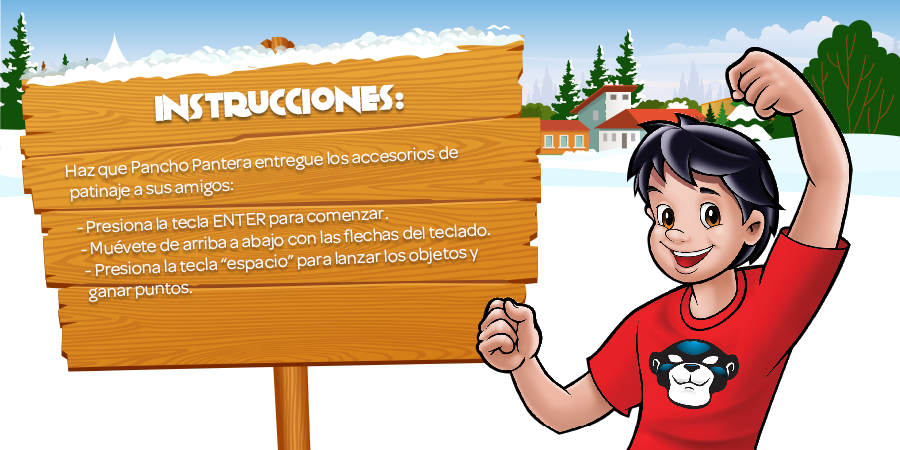 INSTRUCCIONES:
Haz que Pancho Pantera entregue los accesorios de
patinaje a sus amigos:
- Presiona la tecla ENTER para comenzar.
- Muévete de arriba a abajo con las flechas del teclado.
- Presiona la tecla “espacio” para lanzar los objetos y
ganar puntos.